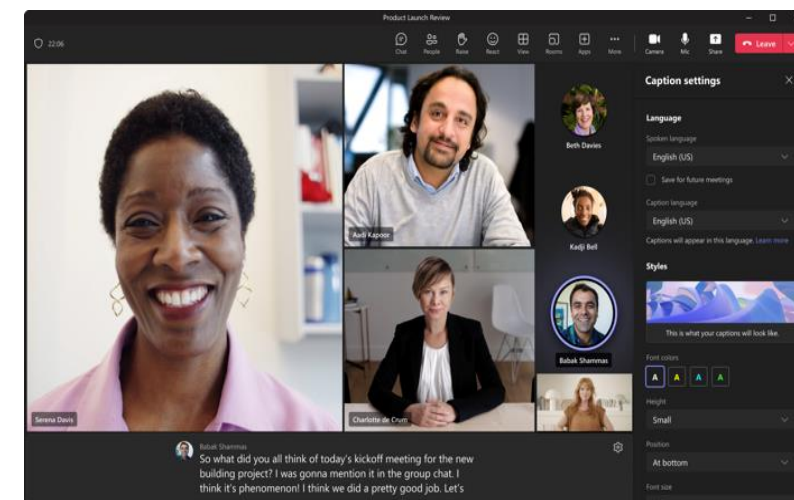 Product Launch Review
22:06
Chat
People
Raise
React
View
Rooms
Apps
More
Camera
Mic
Share
Leave
Serena Davis
Aadi Kapoor
Charlotte de Crum
Beth Davies
Kadji Bell
Babak Shammas
Babak Shammas
So what did you all think of today's kickoff meeting for the new
building project? I was gonna mention it in the group chat. I
think it's phenomenon! I think we did a pretty good job. Let's
Caption settings
Language
Spoken language
English (US)
Save for future meetings
Caption language
English (US)
Captions will appear in this language. Learn more
Styles
This is what your captions will look like.
Font colors
A A A A
Height
Small
Position
At bottom
Font size